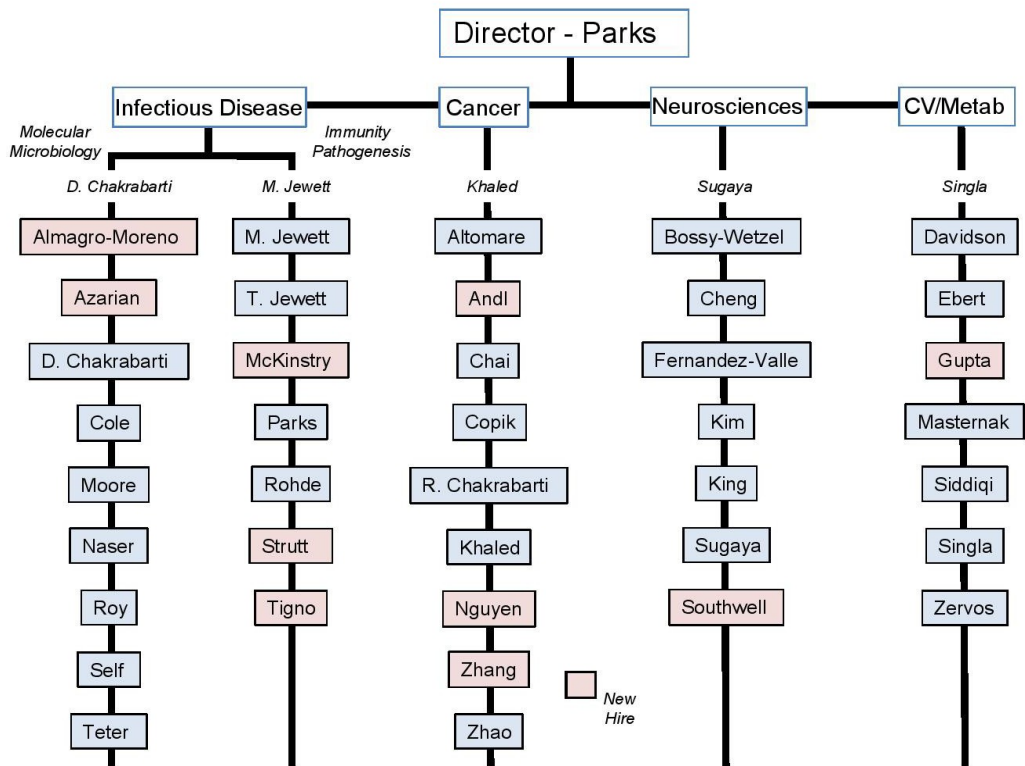 Director - Parks
Infectious Disease
Cancer
Neurosciences
CV/Metab
Molecular
Microbiology
Immunity
Pathogenesis
D. Chakrabarti
M. Jewett
Khaled
Sugaya
Singla
Almagro-Moreno
Azarian
D. Chakrabarti
Cole
Moore
Naser
Roy
Self
Teter
M. Jewett
T. Jewett
McKinstry
Parks
Rohde
Strutt
Tigno
Altomare
Andl
Chai
Copik
R. Chakrabarti
Khaled
Nguyen
Zhang
Zhao
Bossy-Wetzel
Cheng
Fernandez-Valle
Kim
King
Sugaya
Southwell
Davidson
Ebert
Gupta
Masternak
Siddiqi
Singla
Zervos
New
Hire